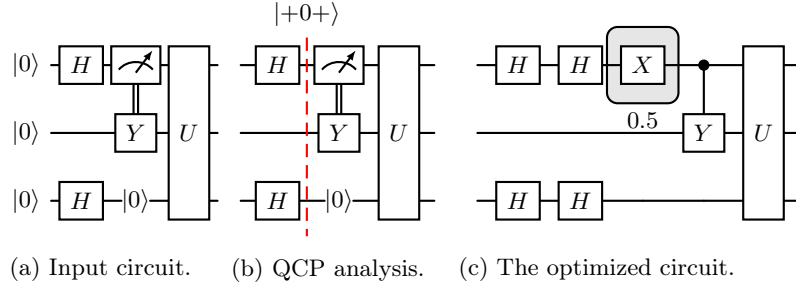 |+0+⟩
|0⟩ H Y U
|0⟩
|0⟩ H |0⟩
H Y U
H |0⟩
H H X 0.5 Y U
H H
(a) Input circuit. (b) QCP analysis. (c) The optimized circuit.